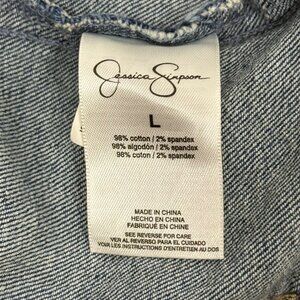 Jessica Simpson
L
98% cotton / 2% spandex
98% algodón / 2% spandex
98% coton / 2% spandex
MADE IN CHINA
HECHO EN CHINA
FABRIQUÉ EN CHINE
SEE REVERSE FOR CARE
VER AL REVERSO PARA EL CUIDADO
VOIR LES INSTRUCTIONS D'ENTRETIEN AU VERSO